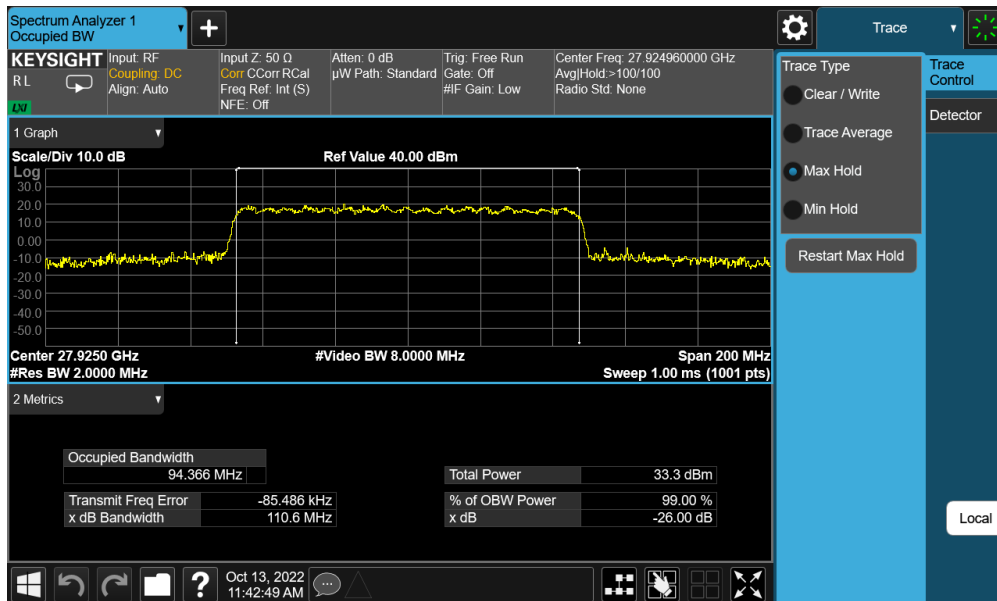 Spectrum Analyzer 1
Occupied BW
+
Trace
KEYSIGHT
R L
LXI
Input: RF
Coupling: DC
Align: Auto
Input Z: 50 Ω
Corr CCorr RCal
Freq Ref: Int (S)
NFE: Off
Atten: 0 dB
µW Path: Standard
Trig: Free Run
Gate: Off
#IF Gain: Low
Center Freq: 27.924960000 GHz
Avg|Hold:>100/100
Radio Std: None
Trace Type
Clear / Write
Trace Average
Max Hold
Min Hold
Restart Max Hold
Trace
Control
Detector
Local
1 Graph
Scale/Div 10.0 dB
Ref Value 40.00 dBm
Log
30.0
20.0
10.0
0.00
-10.0
-20.0
-30.0
-40.0
-50.0
Center 27.9250 GHz
#Video BW 8.0000 MHz
Span 200 MHz
#Res BW 2.0000 MHz
Sweep 1.00 ms (1001 pts)
2 Metrics
Occupied Bandwidth
94.366 MHz
Total Power 33.3 dBm
Transmit Freq Error -85.486 kHz
% of OBW Power 99.00 %
x dB Bandwidth 110.6 MHz
x dB -26.00 dB
?
Oct 13, 2022
11:42:49 AM